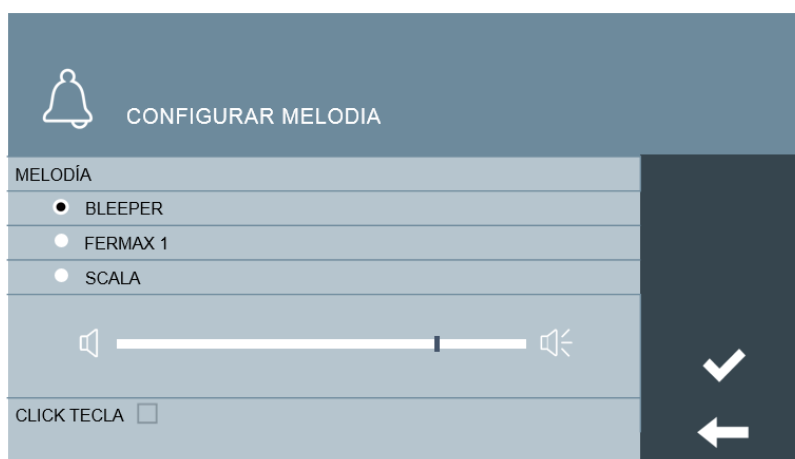 CONFIGURAR MELODIA
MELODÍA
BLEEPER
FERMAX 1
SCALA
CLICK TECLA